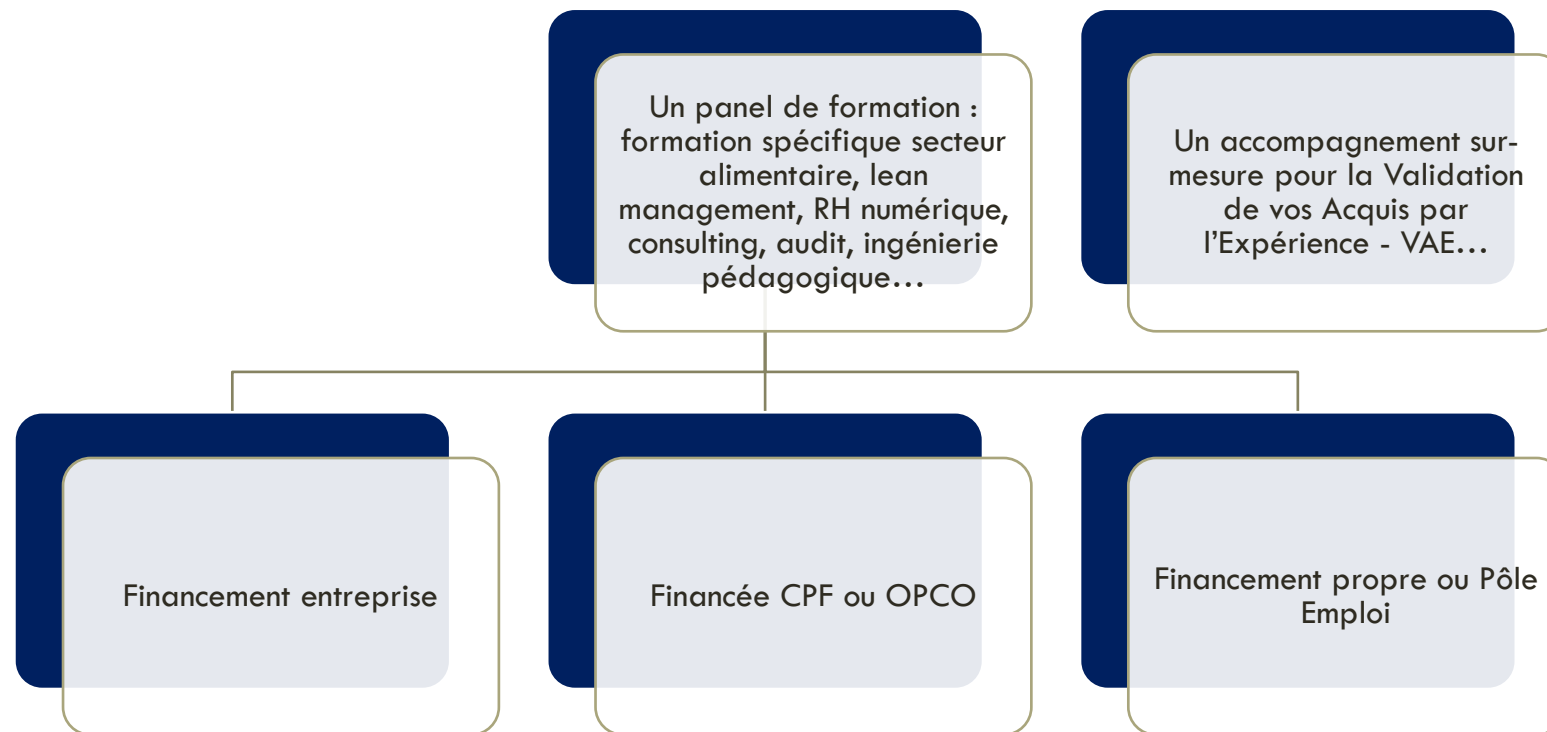 Un panel de formation :
formation spécifique secteur
alimentaire, lean
management, RH numérique,
consulting, audit, ingénierie
pédagogique…
Un accompagnement sur-
mesure pour la Validation
de vos Acquis par
l’Expérience - VAE…
Financement entreprise
Financée CPF ou OPCO
Financement propre ou Pôle
Emploi